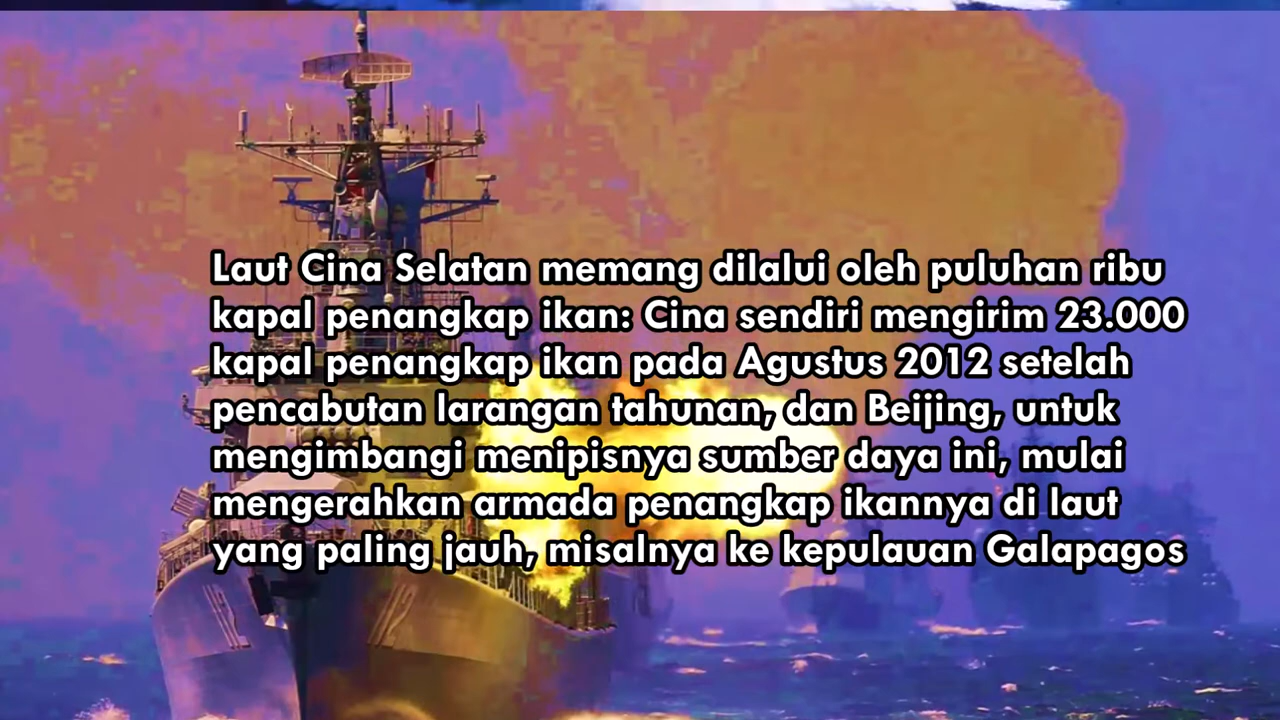 Laut Cina Selatan memang dilalui oleh puluhan ribu
kapal penangkap ikan: Cina sendiri mengirim 23.000
kapal penangkap ikan pada Agustus 2012 setelah
pencabutan larangan tahunan, dan Beijing, untuk
mengimbangi menipisnya sumber daya ini, mulai
mengerahkan armada penangkap ikannya di laut
yang paling jauh, misalnya ke kepulauan Galapagos